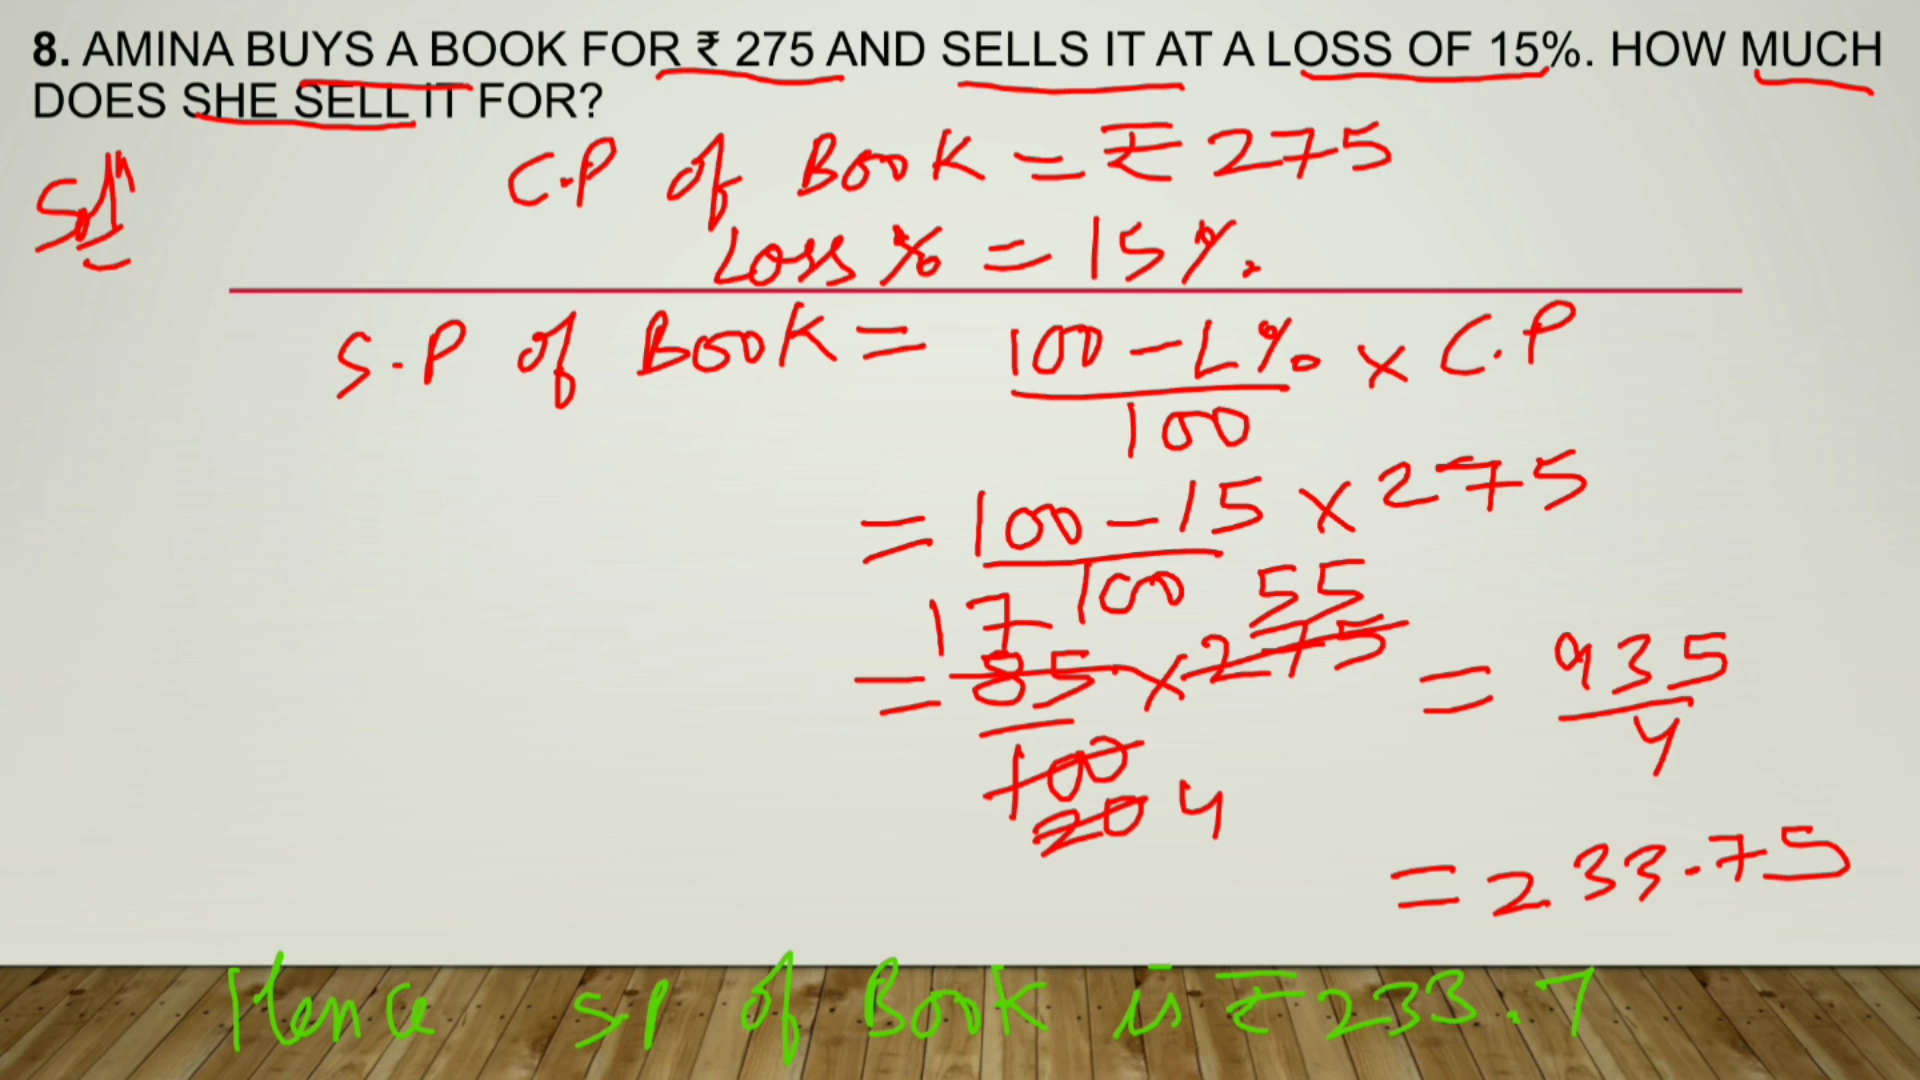 8. AMINA BUYS A BOOK FOR ₹ 275 AND SELLS IT AT A LOSS OF 15%. HOW MUCH
DOES SHE SELL IT FOR?
Solⁿ
C.P of Book = ₹ 275
Loss % = 15%.
S.P of Book = 100 - L% × C.P
100
= 100 - 15 × 275
100
17 55
= 85 × 275 = 935
100 4
20 4
= 233.75
Hence S.P of Book is ₹ 233.7